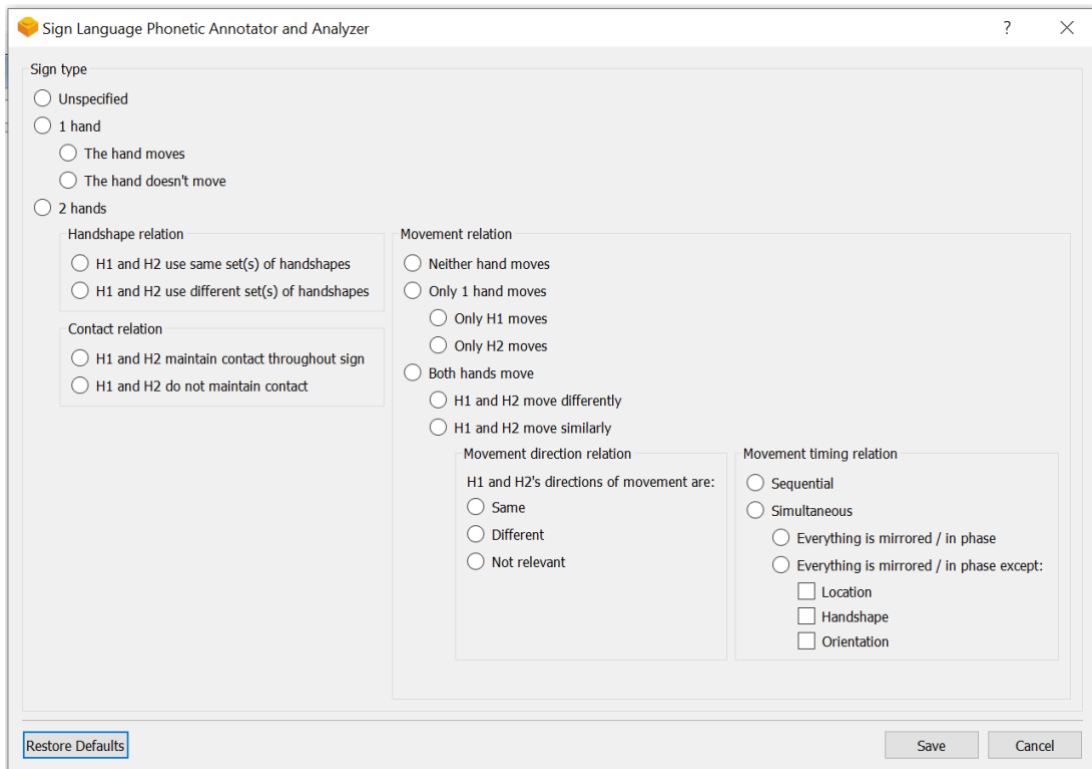 Sign Language Phonetic Annotator and Analyzer
?
Sign type
Unspecified
1 hand
The hand moves
The hand doesn't move
2 hands
Handshape relation
H1 and H2 use same set(s) of handshapes
H1 and H2 use different set(s) of handshapes
Contact relation
H1 and H2 maintain contact throughout sign
H1 and H2 do not maintain contact
Movement relation
Neither hand moves
Only 1 hand moves
Only H1 moves
Only H2 moves
Both hands move
H1 and H2 move differently
H1 and H2 move similarly
Movement direction relation
H1 and H2's directions of movement are:
Same
Different
Not relevant
Movement timing relation
Sequential
Simultaneous
Everything is mirrored / in phase
Everything is mirrored / in phase except:
Location
Handshape
Orientation
Restore Defaults
Save
Cancel